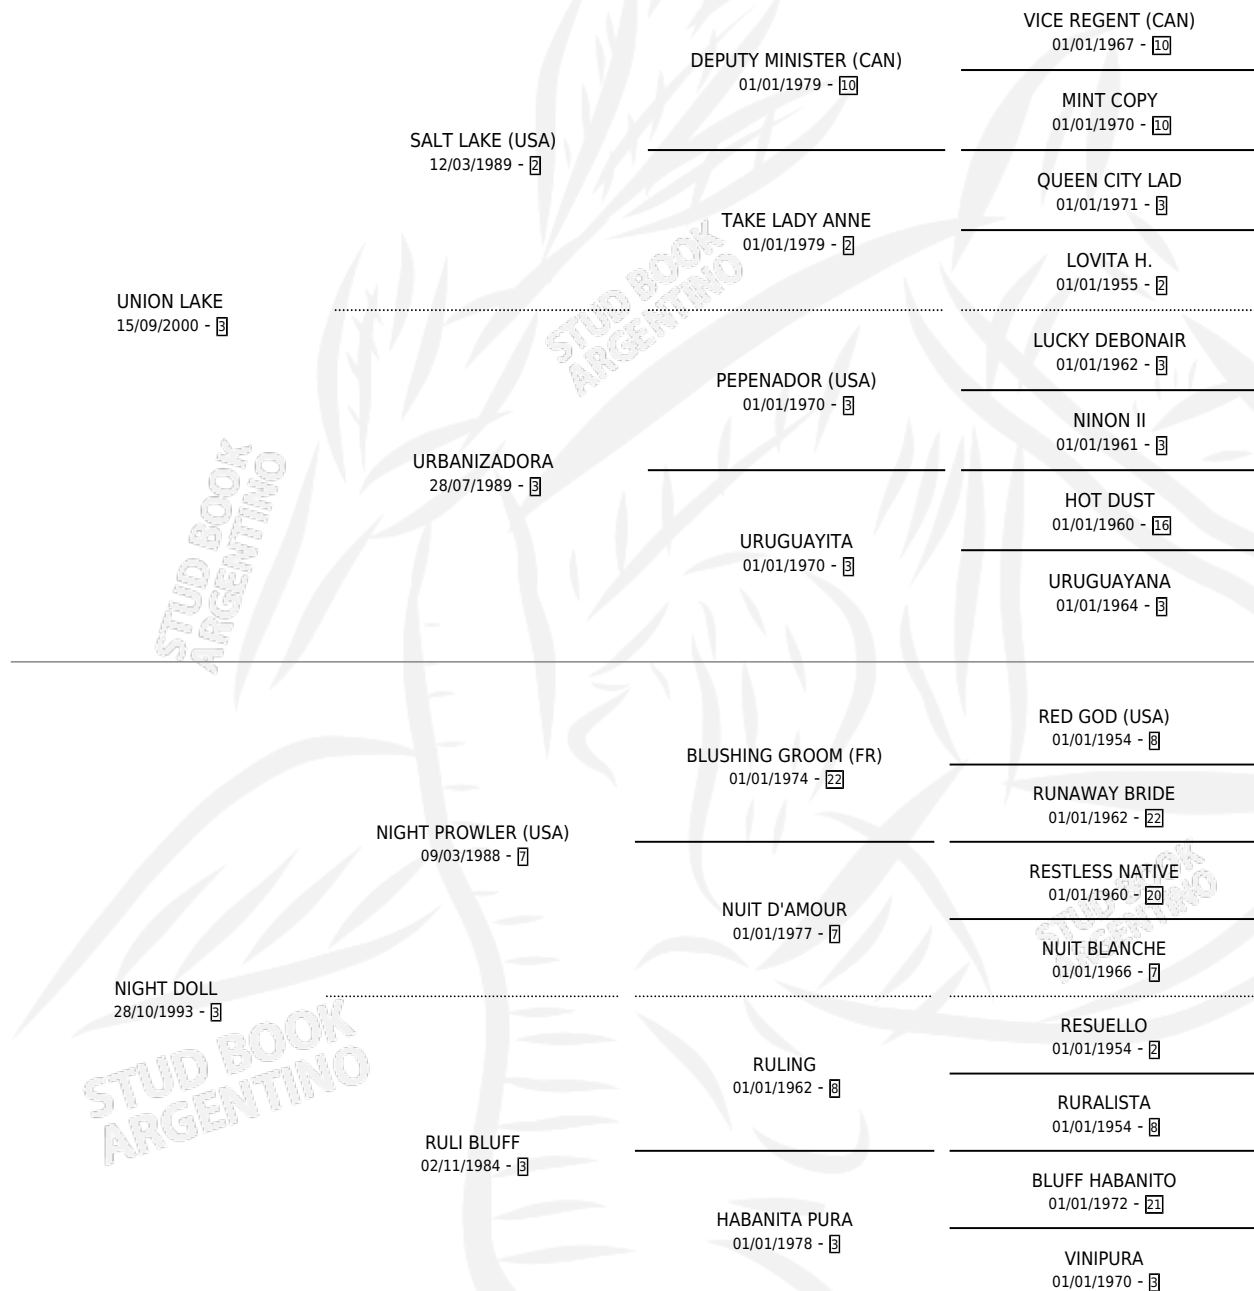 VICE REGENT (CAN)
01/01/1967 - 10
DEPUTY MINISTER (CAN)
01/01/1979 - 10
MINT COPY
01/01/1970 - 10
SALT LAKE (USA)
12/03/1989 - 2
QUEEN CITY LAD
01/01/1971 - 3
TAKE LADY ANNE
01/01/1979 - 2
LOVITA H.
01/01/1955 - 2
UNION LAKE
15/09/2000 - 3
LUCKY DEBONAIR
01/01/1962 - 3
PEPENADOR (USA)
01/01/1970 - 3
NINON II
01/01/1961 - 3
URBANIZADORA
28/07/1989 - 3
HOT DUST
01/01/1960 - 16
URUGUAYITA
01/01/1970 - 3
URUGUAYANA
01/01/1964 - 3
STUD BOOK
ARGENTINO
STUD BOOK
ARGENTINO
RED GOD (USA)
01/01/1954 - 8
BLUSHING GROOM (FR)
01/01/1974 - 22
RUNAWAY BRIDE
01/01/1962 - 22
NIGHT PROWLER (USA)
09/03/1988 - 7
RESTLESS NATIVE
01/01/1960 - 20
NUIT D'AMOUR
01/01/1977 - 7
NUIT BLANCHE
01/01/1966 - 7
STUD BOOK
ARGENTINO
NIGHT DOLL
28/10/1993 - 3
RESUELLO
01/01/1954 - 2
RULING
01/01/1962 - 8
RURALISTA
01/01/1954 - 8
RULI BLUFF
02/11/1984 - 3
BLUFF HABANITO
01/01/1972 - 21
HABANITA PURA
01/01/1978 - 3
VINIPURA
01/01/1970 - 3
STUD BOOK
ARGENTINO